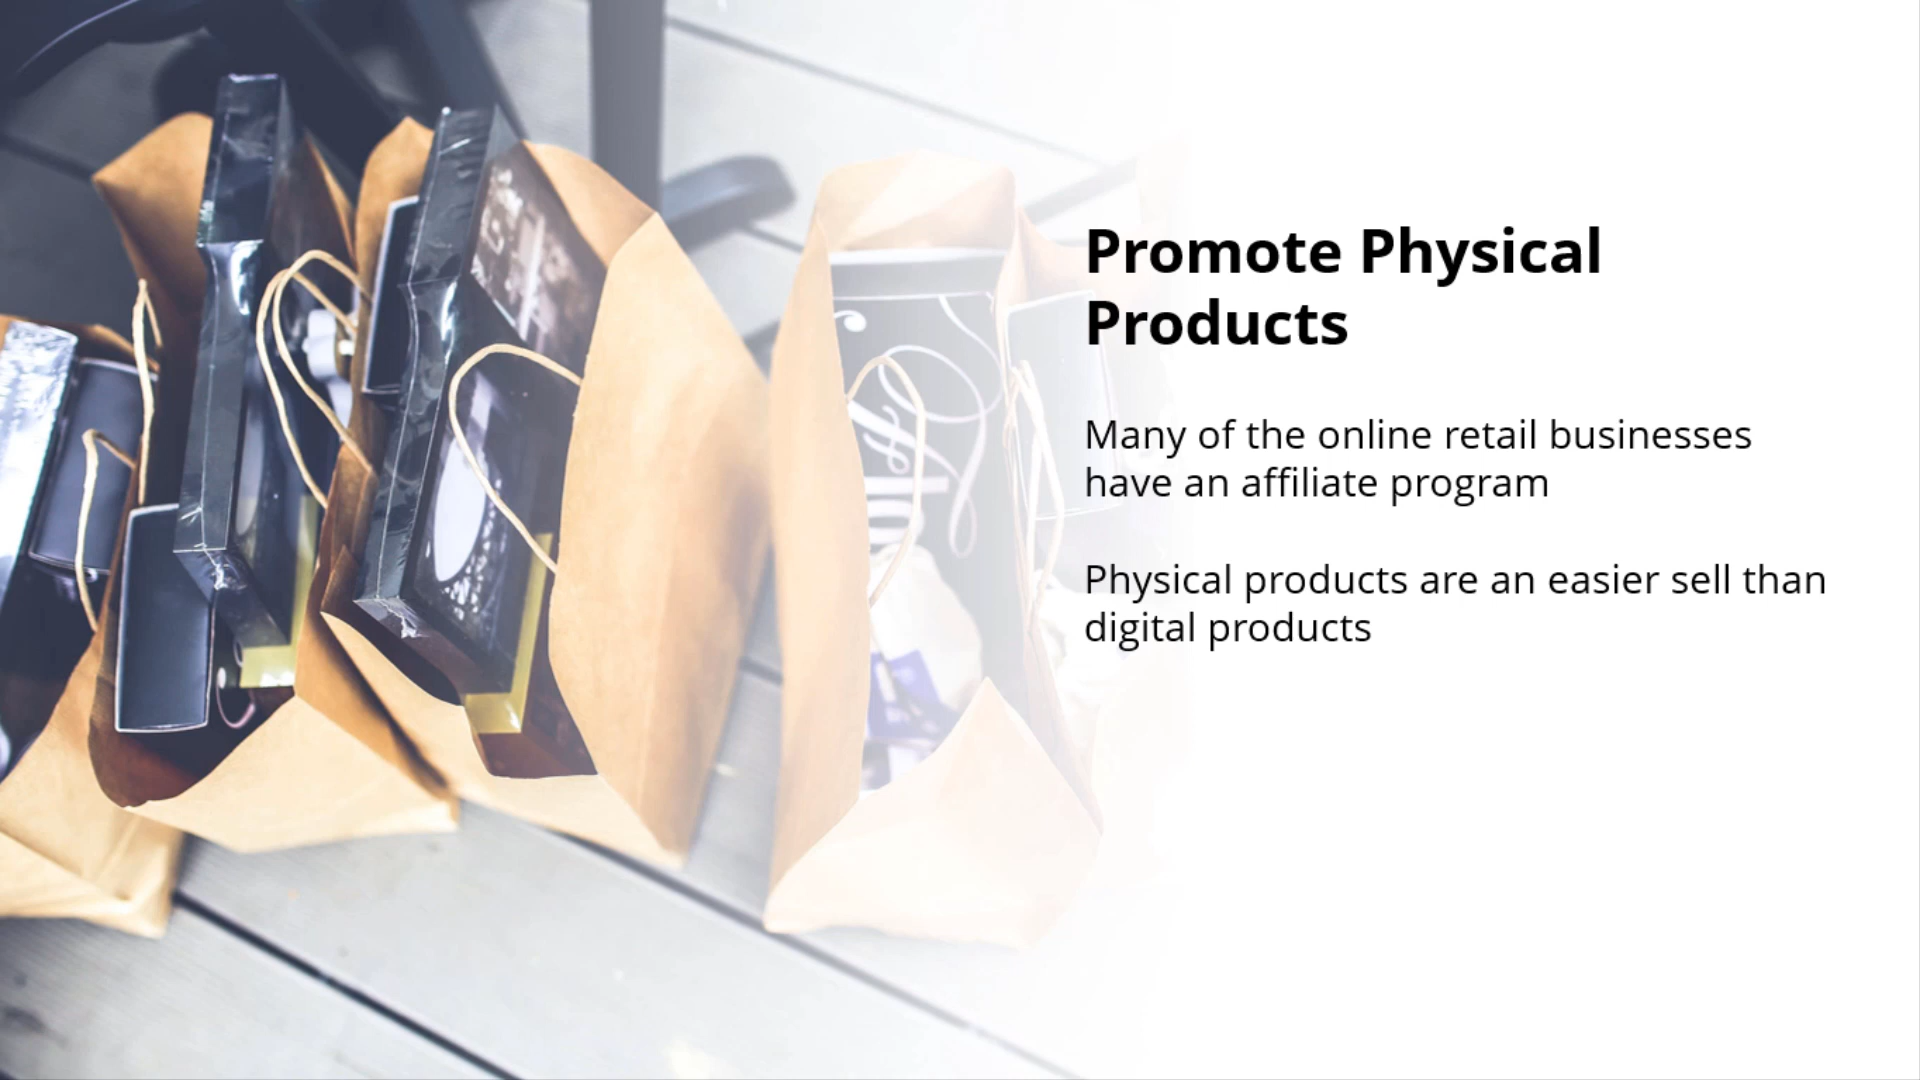 Promote Physical
Products
Many of the online retail businesses
have an affiliate program
Physical products are an easier sell than
digital products